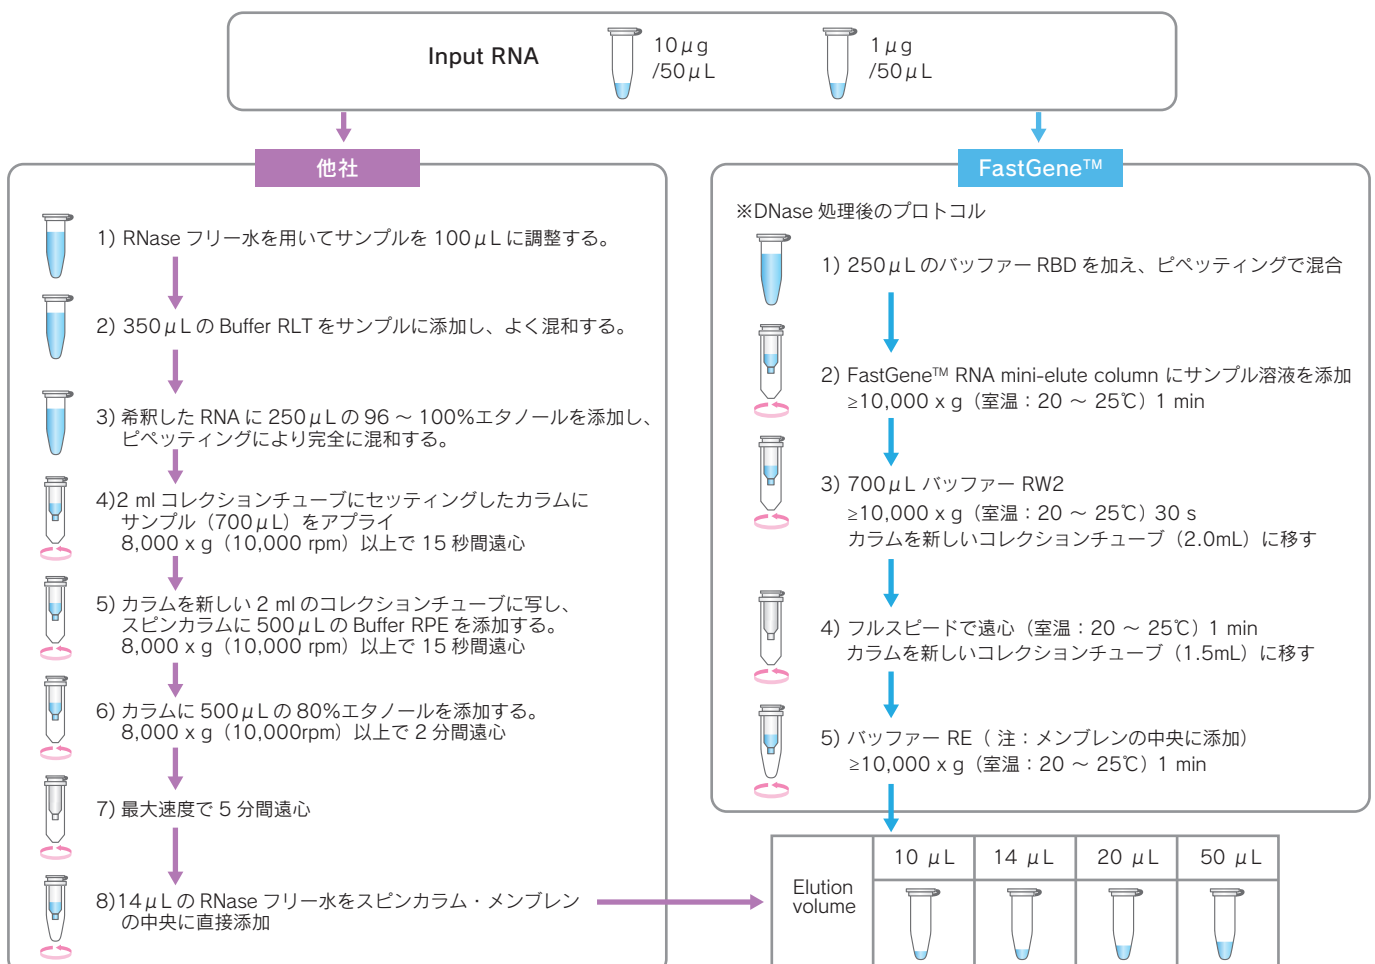 Input RNA
10μg
/50μL
1μg
/50μL
他社
1) RNase フリー水を用いてサンプルを 100μL に調整する。
2) 350μL の Buffer RLT をサンプルに添加し、よく混和する。
3) 希釈した RNA に 250μL の 96 ～ 100%エタノールを添加し、
ピペッティングにより完全に混和する。
4)2 ml コレクションチューブにセッティングしたカラムに
サンプル（700μL）をアプライ
8,000 x g（10,000 rpm）以上で 15 秒間遠心
5) カラムを新しい 2 ml のコレクションチューブに写し、
スピンカラムに 500μL の Buffer RPE を添加する。
8,000 x g（10,000 rpm）以上で 15 秒間遠心
6) カラムに 500μL の 80%エタノールを添加する。
8,000 x g（10,000rpm）以上で 2 分間遠心
7) 最大速度で 5 分間遠心
8)14μL の RNase フリー水をスピンカラム・メンブレン
の中央に直接添加
FastGene™
※DNase 処理後のプロトコル
1) 250μL のバッファー RBD を加え、ピペッティングで混合
2) FastGene™ RNA mini-elute column にサンプル溶液を添加
≥10,000 x g（室温：20 ～ 25℃）1 min
3) 700μL バッファー RW2
≥10,000 x g（室温：20 ～ 25℃）30 s
カラムを新しいコレクションチューブ（2.0mL）に移す
4) フルスピードで遠心（室温：20 ～ 25℃）1 min
カラムを新しいコレクションチューブ（1.5mL）に移す
5) バッファー RE（ 注：メンブレンの中央に添加）
≥10,000 x g（室温：20 ～ 25℃）1 min
Elution
volume
10 μL
14 μL
20 μL
50 μL